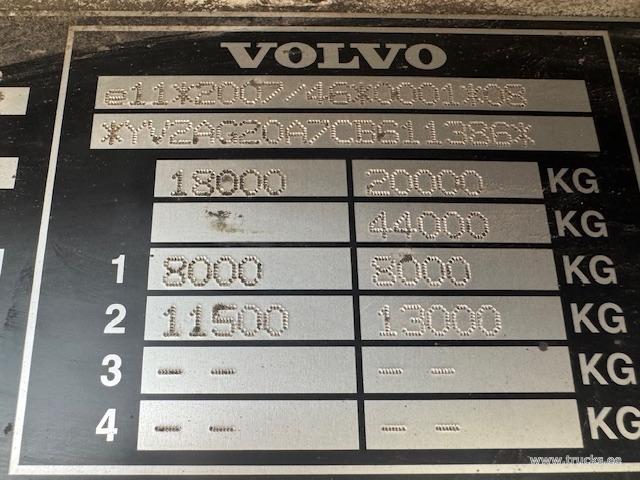 VOLVO
e11*2007/46*0001*08
*YV2AG20A7CB611386*
18000 20000 KG
44000 KG
1 8000 8000 KG
2 11500 13000 KG
3 – – – – KG
4 – – – – KG
www.trucks.ee